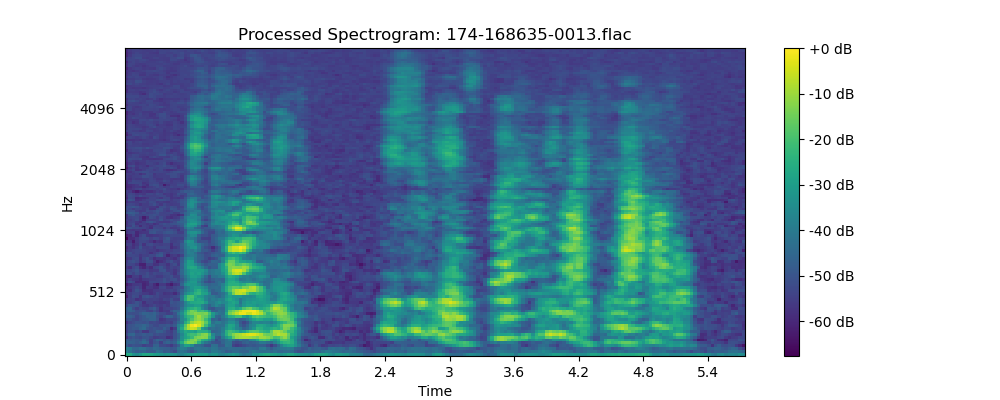 Processed Spectrogram: 174-168635-0013.flac
+0 dB
4096
-10 dB
-20 dB
2048
-30 dB
Hz
1024
-40 dB
-50 dB
512
-60 dB
0
0 0.6 1.2 1.8 2.4 3 3.6 4.2 4.8 5.4
Time